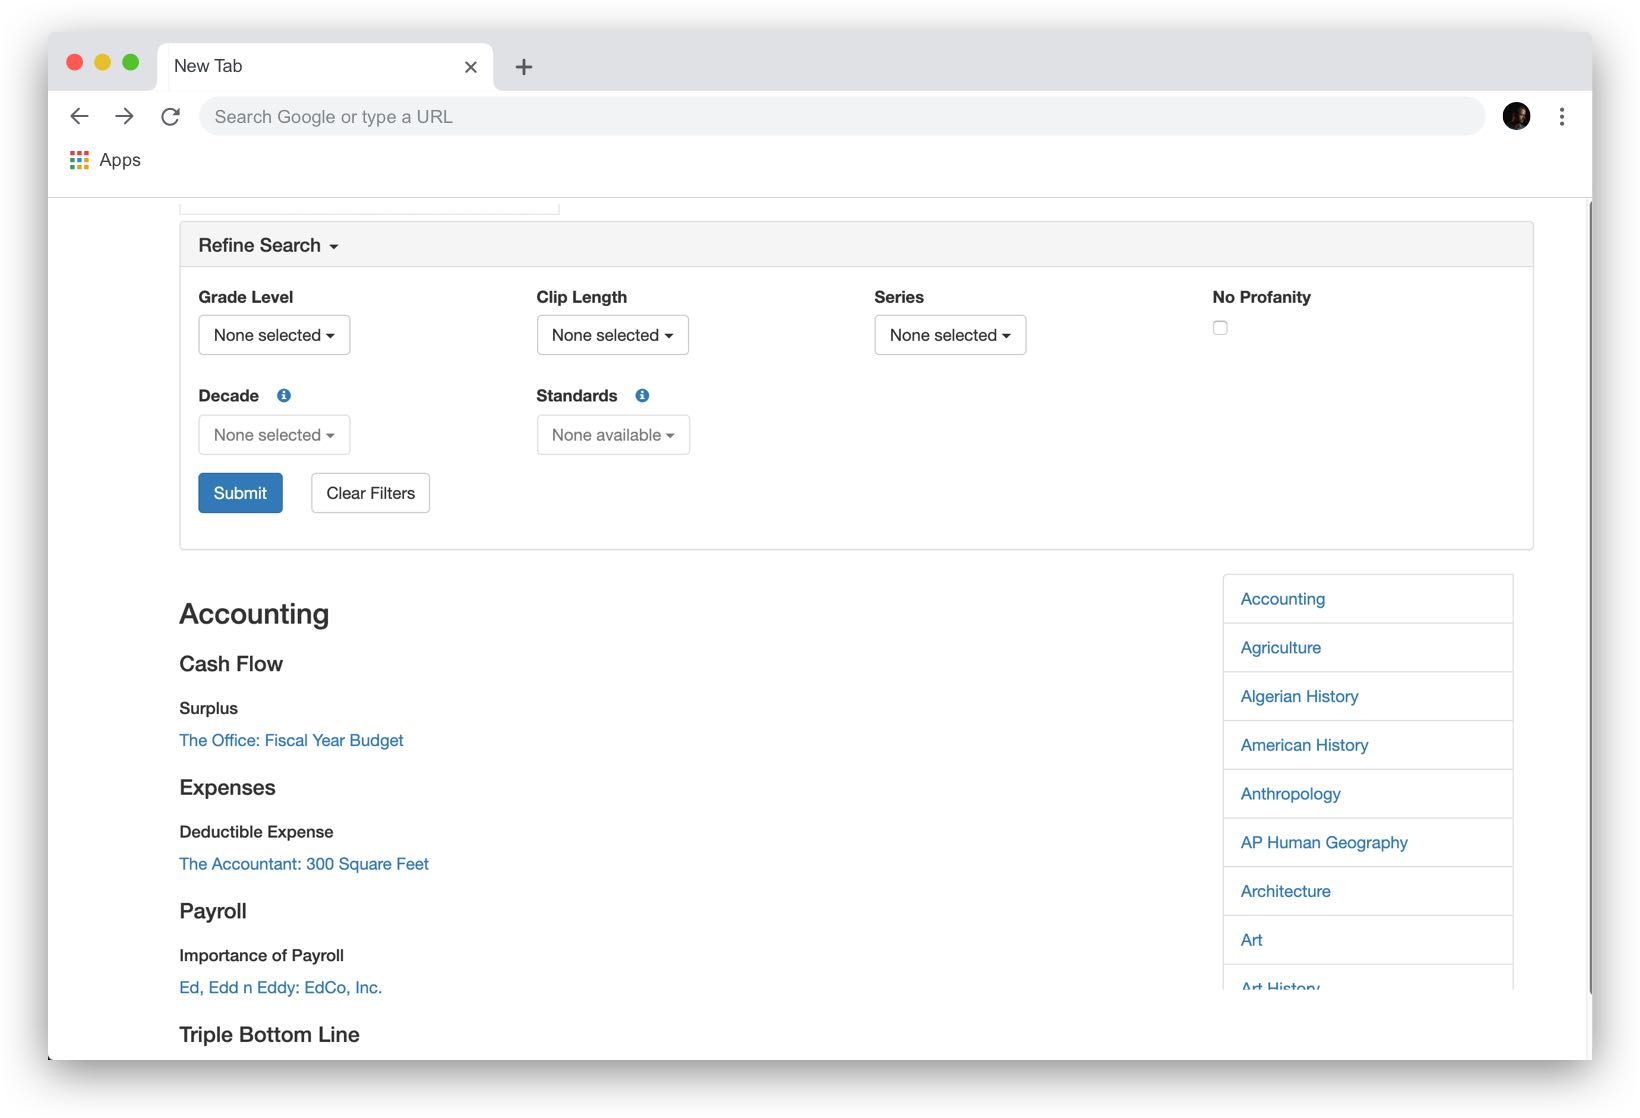 New Tab
Search Google or type a URL
Apps
Refine Search
Grade Level
Clip Length
Series
No Profanity
None selected
None selected
None selected
Decade
Standards
None selected
None available
Submit
Clear Filters
Accounting
Cash Flow
Surplus
The Office: Fiscal Year Budget
Expenses
Deductible Expense
The Accountant: 300 Square Feet
Payroll
Importance of Payroll
Ed, Edd n Eddy: EdCo, Inc.
Triple Bottom Line
Accounting
Agriculture
Algerian History
American History
Anthropology
AP Human Geography
Architecture
Art
Art History